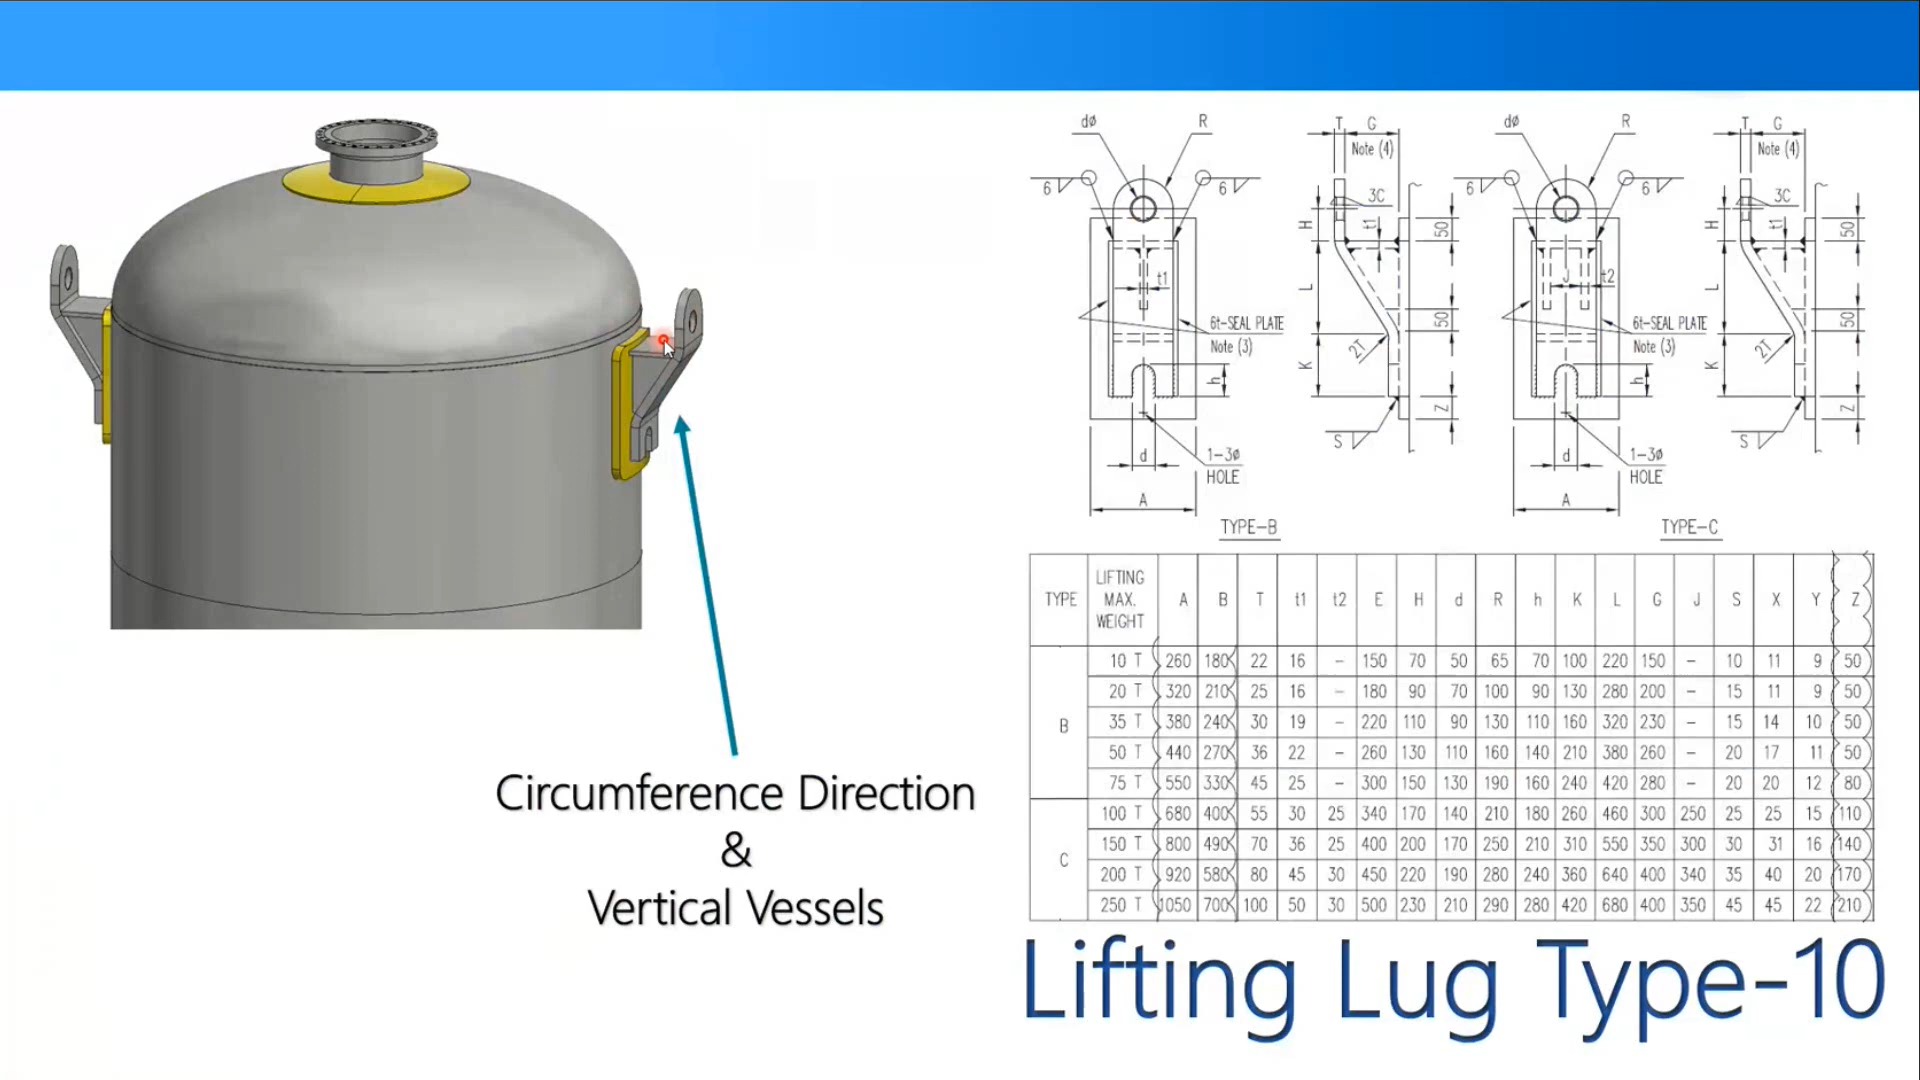 dø R
6 6
t1
6t-SEAL PLATE
Note (3)
h
d
1-3ø
HOLE
A
TYPE-B
T G
Note (4)
3C
H
t1
50
L
50
2T
K
Z
S
dø R
6 6
J
t2
6t-SEAL PLATE
Note (3)
h
d
1-3ø
HOLE
A
TYPE-C
T G
Note (4)
3C
H
t1
50
L
50
2T
K
Z
S
TYPE LIFTING MAX. WEIGHT A B T t1 t2 E H d R h K L G J S X Y Z
B
10 T 260 180 22 16 - 150 70 50 65 70 100 220 150 - 10 11 9 50
20 T 320 210 25 16 - 180 90 70 100 90 130 280 200 - 15 11 9 50
35 T 380 240 30 19 - 220 110 90 130 110 160 320 230 - 15 14 10 50
50 T 440 270 36 22 - 260 130 110 160 140 210 380 260 - 20 17 11 50
75 T 550 330 45 25 - 300 150 130 190 160 240 420 280 - 20 20 12 80
C
100 T 680 400 55 30 25 340 170 140 210 180 260 460 300 250 25 25 15 110
150 T 800 490 70 36 25 400 200 170 250 210 310 550 350 300 30 31 16 140
200 T 920 580 80 45 30 450 220 190 280 240 360 640 400 340 35 40 20 170
250 T 1050 700 100 50 30 500 230 210 290 280 420 680 400 350 45 45 22 210
Circumference Direction
&
Vertical Vessels
Lifting Lug Type-10